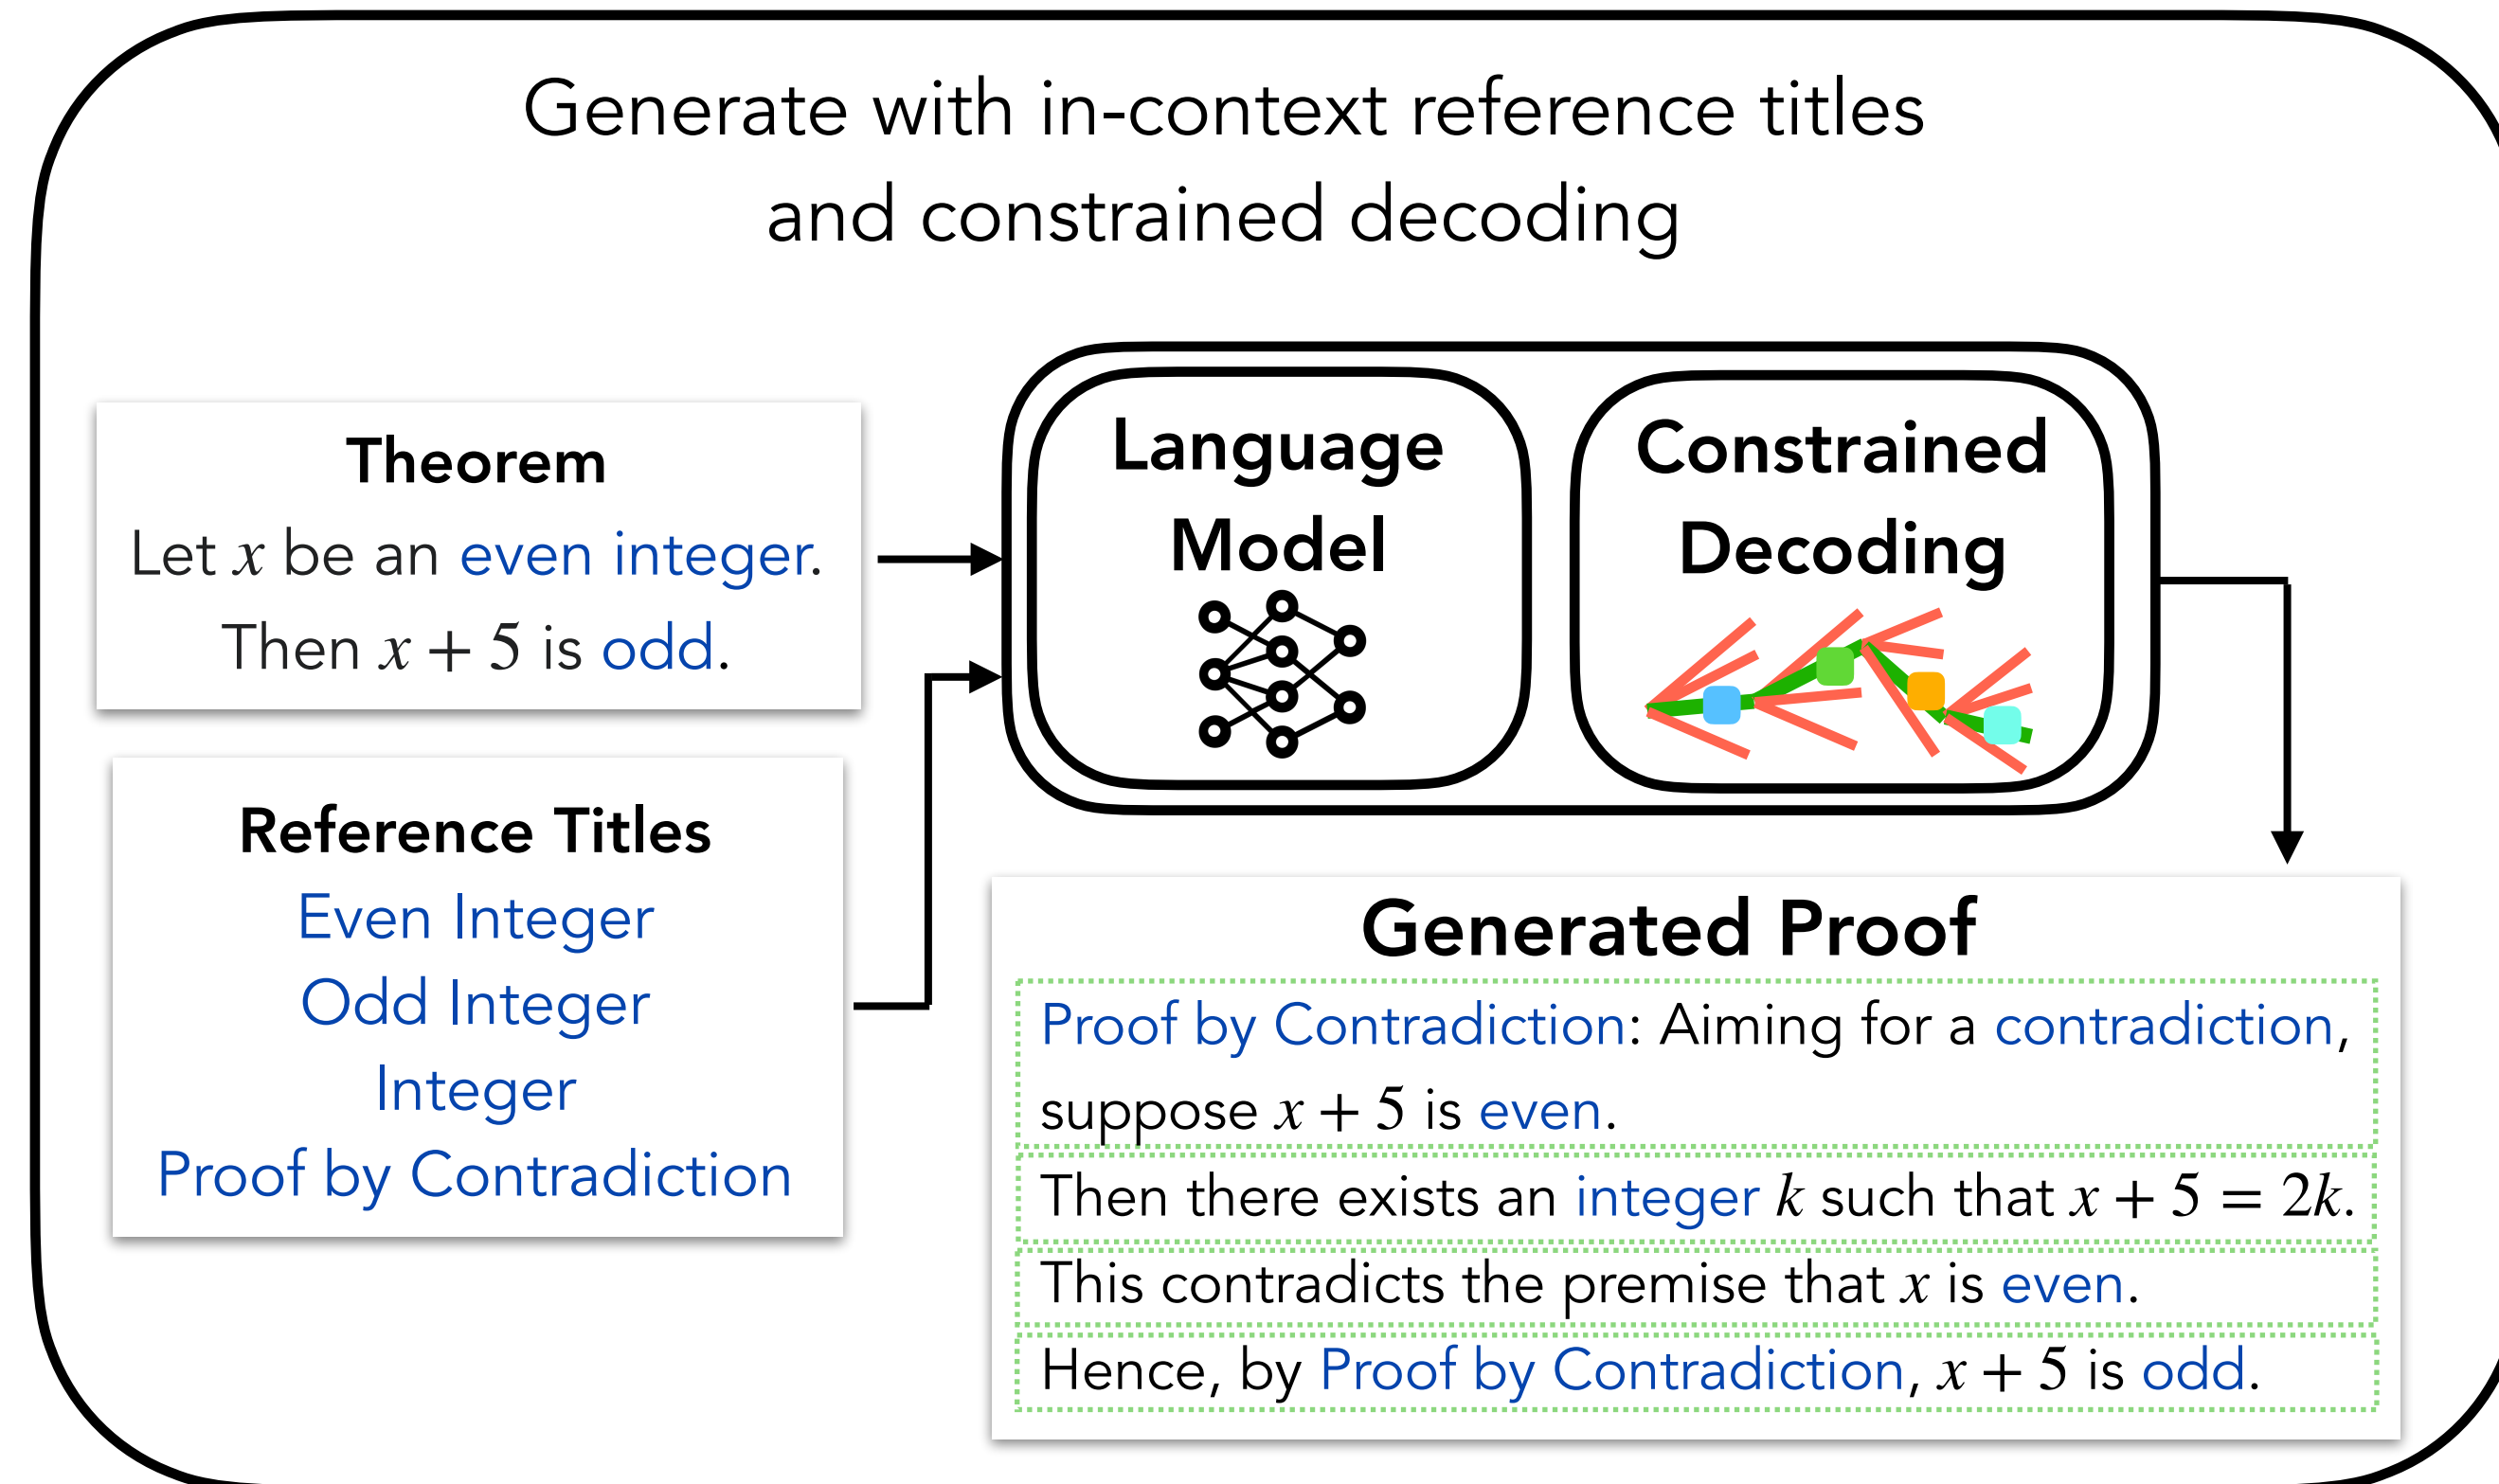 Generate with in-context reference titles
and constrained decoding
Theorem
Let x be an even integer.
Then x + 5 is odd.
Reference Titles
Even Integer
Odd Integer
Integer
Proof by Contradiction
Language
Model
Constrained
Decoding
Generated Proof
Proof by Contradiction: Aiming for a contradiction,
suppose x + 5 is even.
Then there exists an integer k such that x + 5 = 2k.
This contradicts the premise that x is even.
Hence, by Proof by Contradiction, x + 5 is odd.